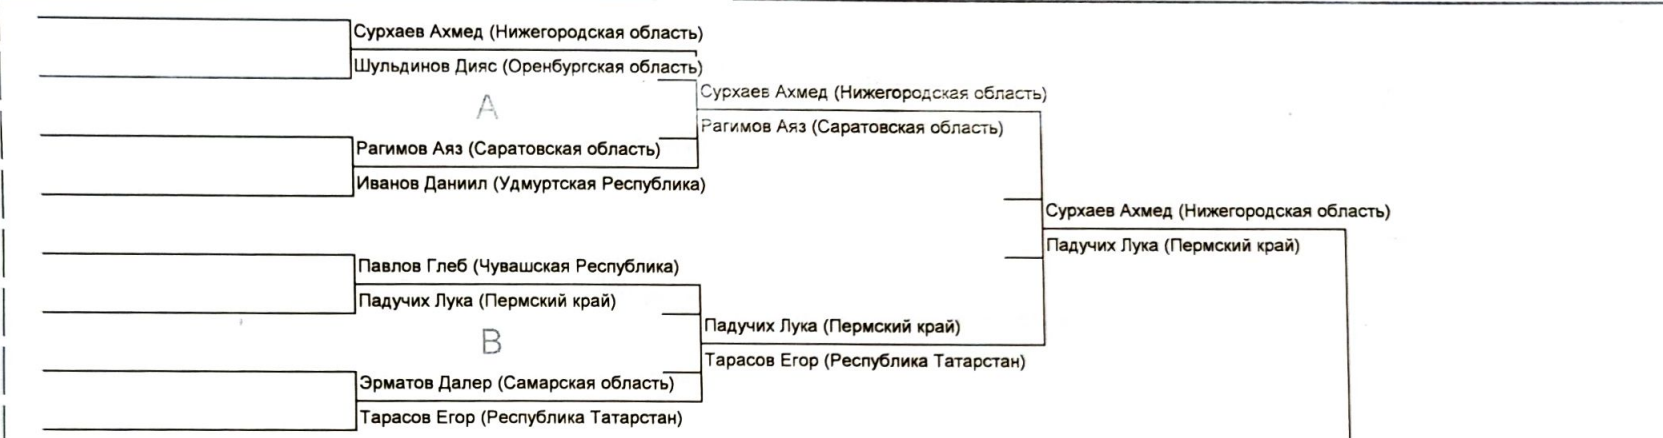 Сурхаев Ахмед (Нижегородская область)
Шульдинов Дияс (Оренбургская область)
Сурхаев Ахмед (Нижегородская область)
A
Рагимов Аяз (Саратовская область)
Рагимов Аяз (Саратовская область)
Иванов Даниил (Удмуртская Республика)
Сурхаев Ахмед (Нижегородская область)
Падучих Лука (Пермский край)
Павлов Глеб (Чувашская Республика)
Падучих Лука (Пермский край)
Падучих Лука (Пермский край)
B
Тарасов Егор (Республика Татарстан)
Эрматов Далер (Самарская область)
Тарасов Егор (Республика Татарстан)